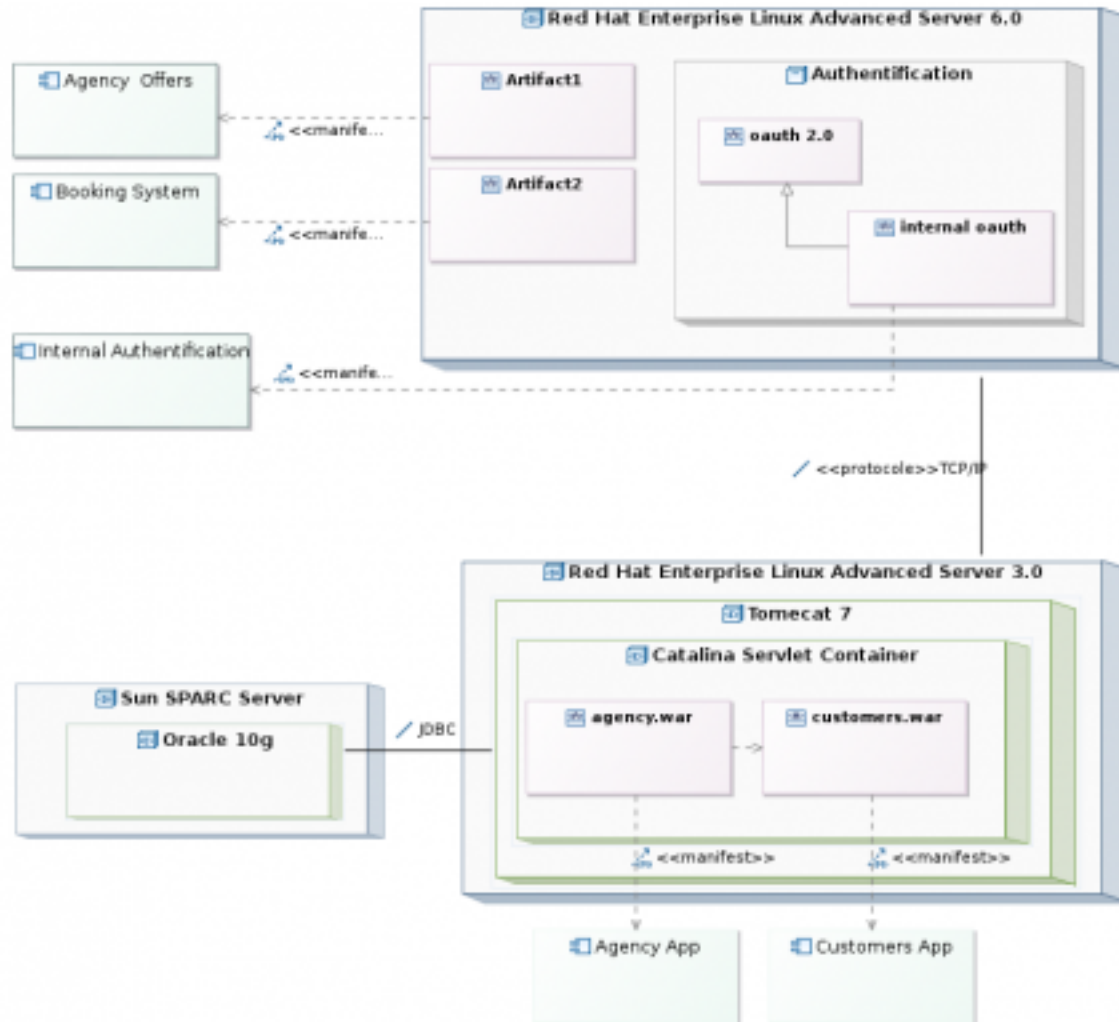 Red Hat Enterprise Linux Advanced Server 6.0
Agency Offers
<<manife...
Artifact1
Authentification
oauth 2.0
Booking System
<<manife...
Artifact2
internal oauth
Internal Authentification
<<manife...
<<protocole>>TCP/IP
Red Hat Enterprise Linux Advanced Server 3.0
Tomecat 7
Catalina Servlet Container
Sun SPARC Server
Oracle 10g
JDBC
agency.war
customers.war
<<manifest>>
<<manifest>>
Agency App
Customers App